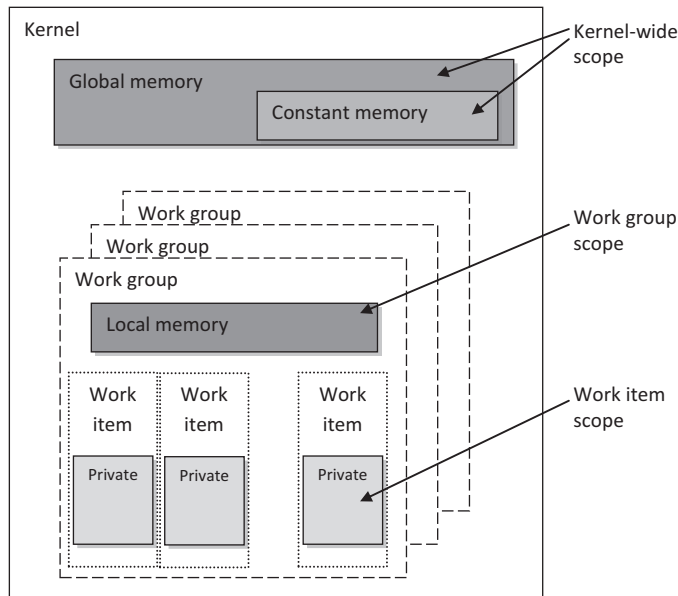 Kernel
Kernel-wide
scope
Global memory
Constant memory
Work group
Work group
Work group
Work group
scope
Local memory
Work
item
Work
item
Work
item
Work item
scope
Private
Private
Private